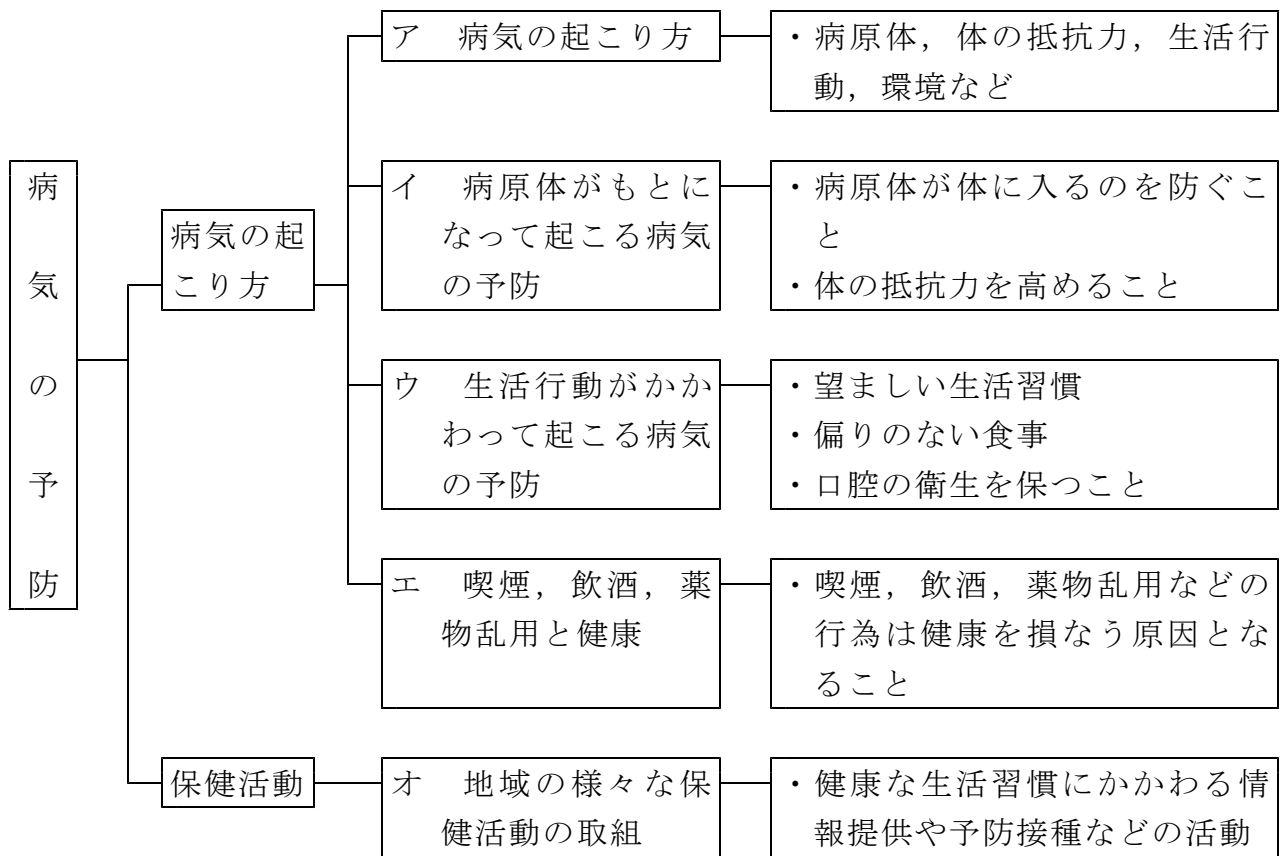 病気の予防
病気の起
こり方
ア　病気の起こり方
・病原体，体の抵抗力，生活行
動，環境など
イ　病原体がもとに
なって起こる病気
の予防
・病原体が体に入るのを防ぐこ
と
・体の抵抗力を高めること
ウ　生活行動がかか
わって起こる病気
の予防
・望ましい生活習慣
・偏りのない食事
・口腔の衛生を保つこと
エ　喫煙，飲酒，薬
物乱用と健康
・喫煙，飲酒，薬物乱用などの
行為は健康を損なう原因とな
ること
保健活動
オ　地域の様々な保
健活動の取組
・健康な生活習慣にかかわる情
報提供や予防接種などの活動